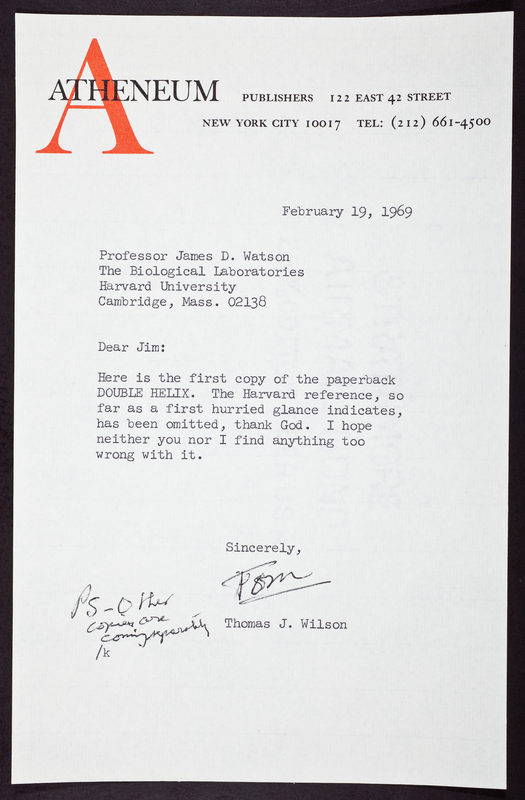 ATHENEUM PUBLISHERS 122 EAST 42 STREET
NEW YORK CITY 10017 TEL: (212) 661-4500
February 19, 1969
Professor James D. Watson
The Biological Laboratories
Harvard University
Cambridge, Mass. 02138
Dear Jim:
Here is the first copy of the paperback
DOUBLE HELIX. The Harvard reference, so
far as a first hurried glance indicates,
has been omitted, thank God. I hope
neither you nor I find anything too
wrong with it.
Sincerely,
Tom
Thomas J. Wilson
PS - Other
copies are
coming separately
/k